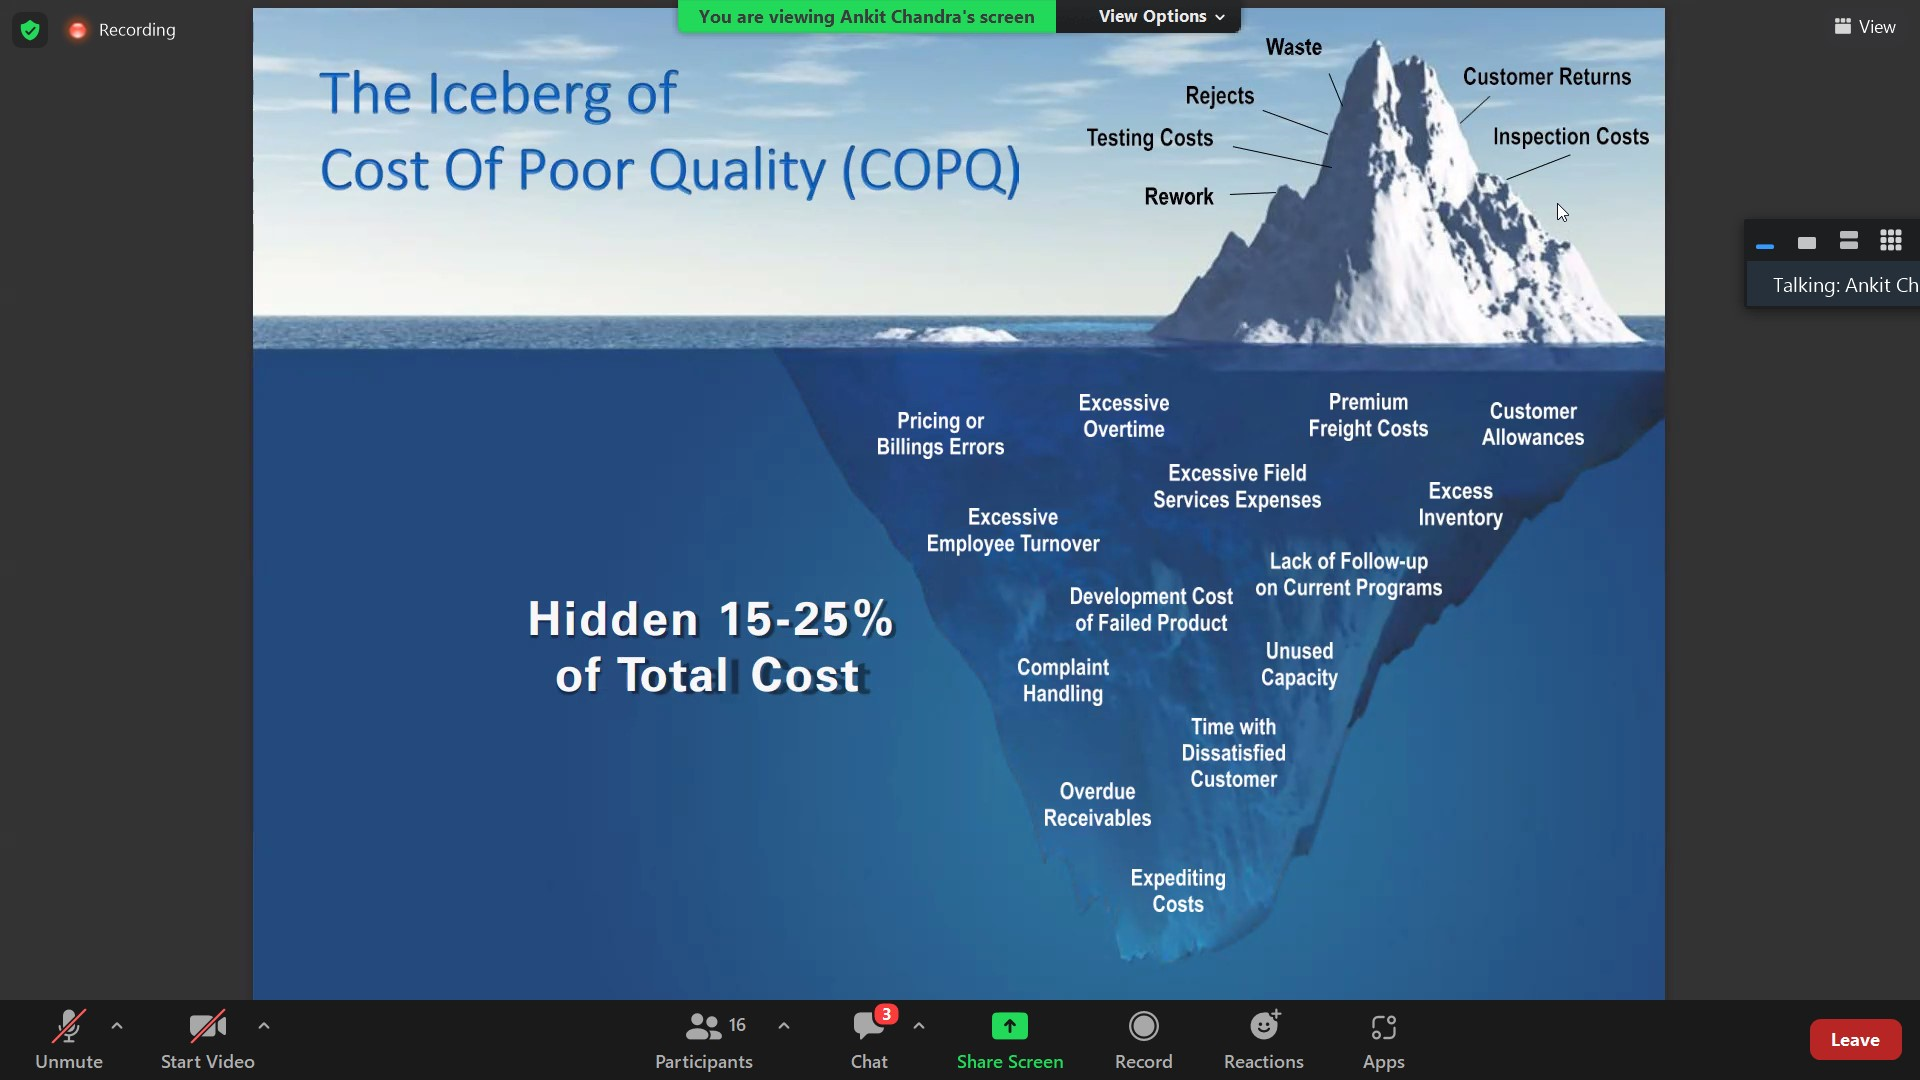 Recording
You are viewing Ankit Chandra's screen
View Options
View
The Iceberg of
Cost Of Poor Quality (COPQ)
Waste
Rejects
Testing Costs
Rework
Customer Returns
Inspection Costs
Talking: Ankit Ch
Pricing or
Billings Errors
Excessive
Overtime
Premium
Freight Costs
Customer
Allowances
Excessive Field
Services Expenses
Excess
Inventory
Excessive
Employee Turnover
Lack of Follow-up
on Current Programs
Development Cost
of Failed Product
Hidden 15-25%
of Total Cost
Complaint
Handling
Unused
Capacity
Time with
Dissatisfied
Customer
Overdue
Receivables
Expediting
Costs
Unmute
Start Video
16
Participants
3
Chat
Share Screen
Record
Reactions
Apps
Leave